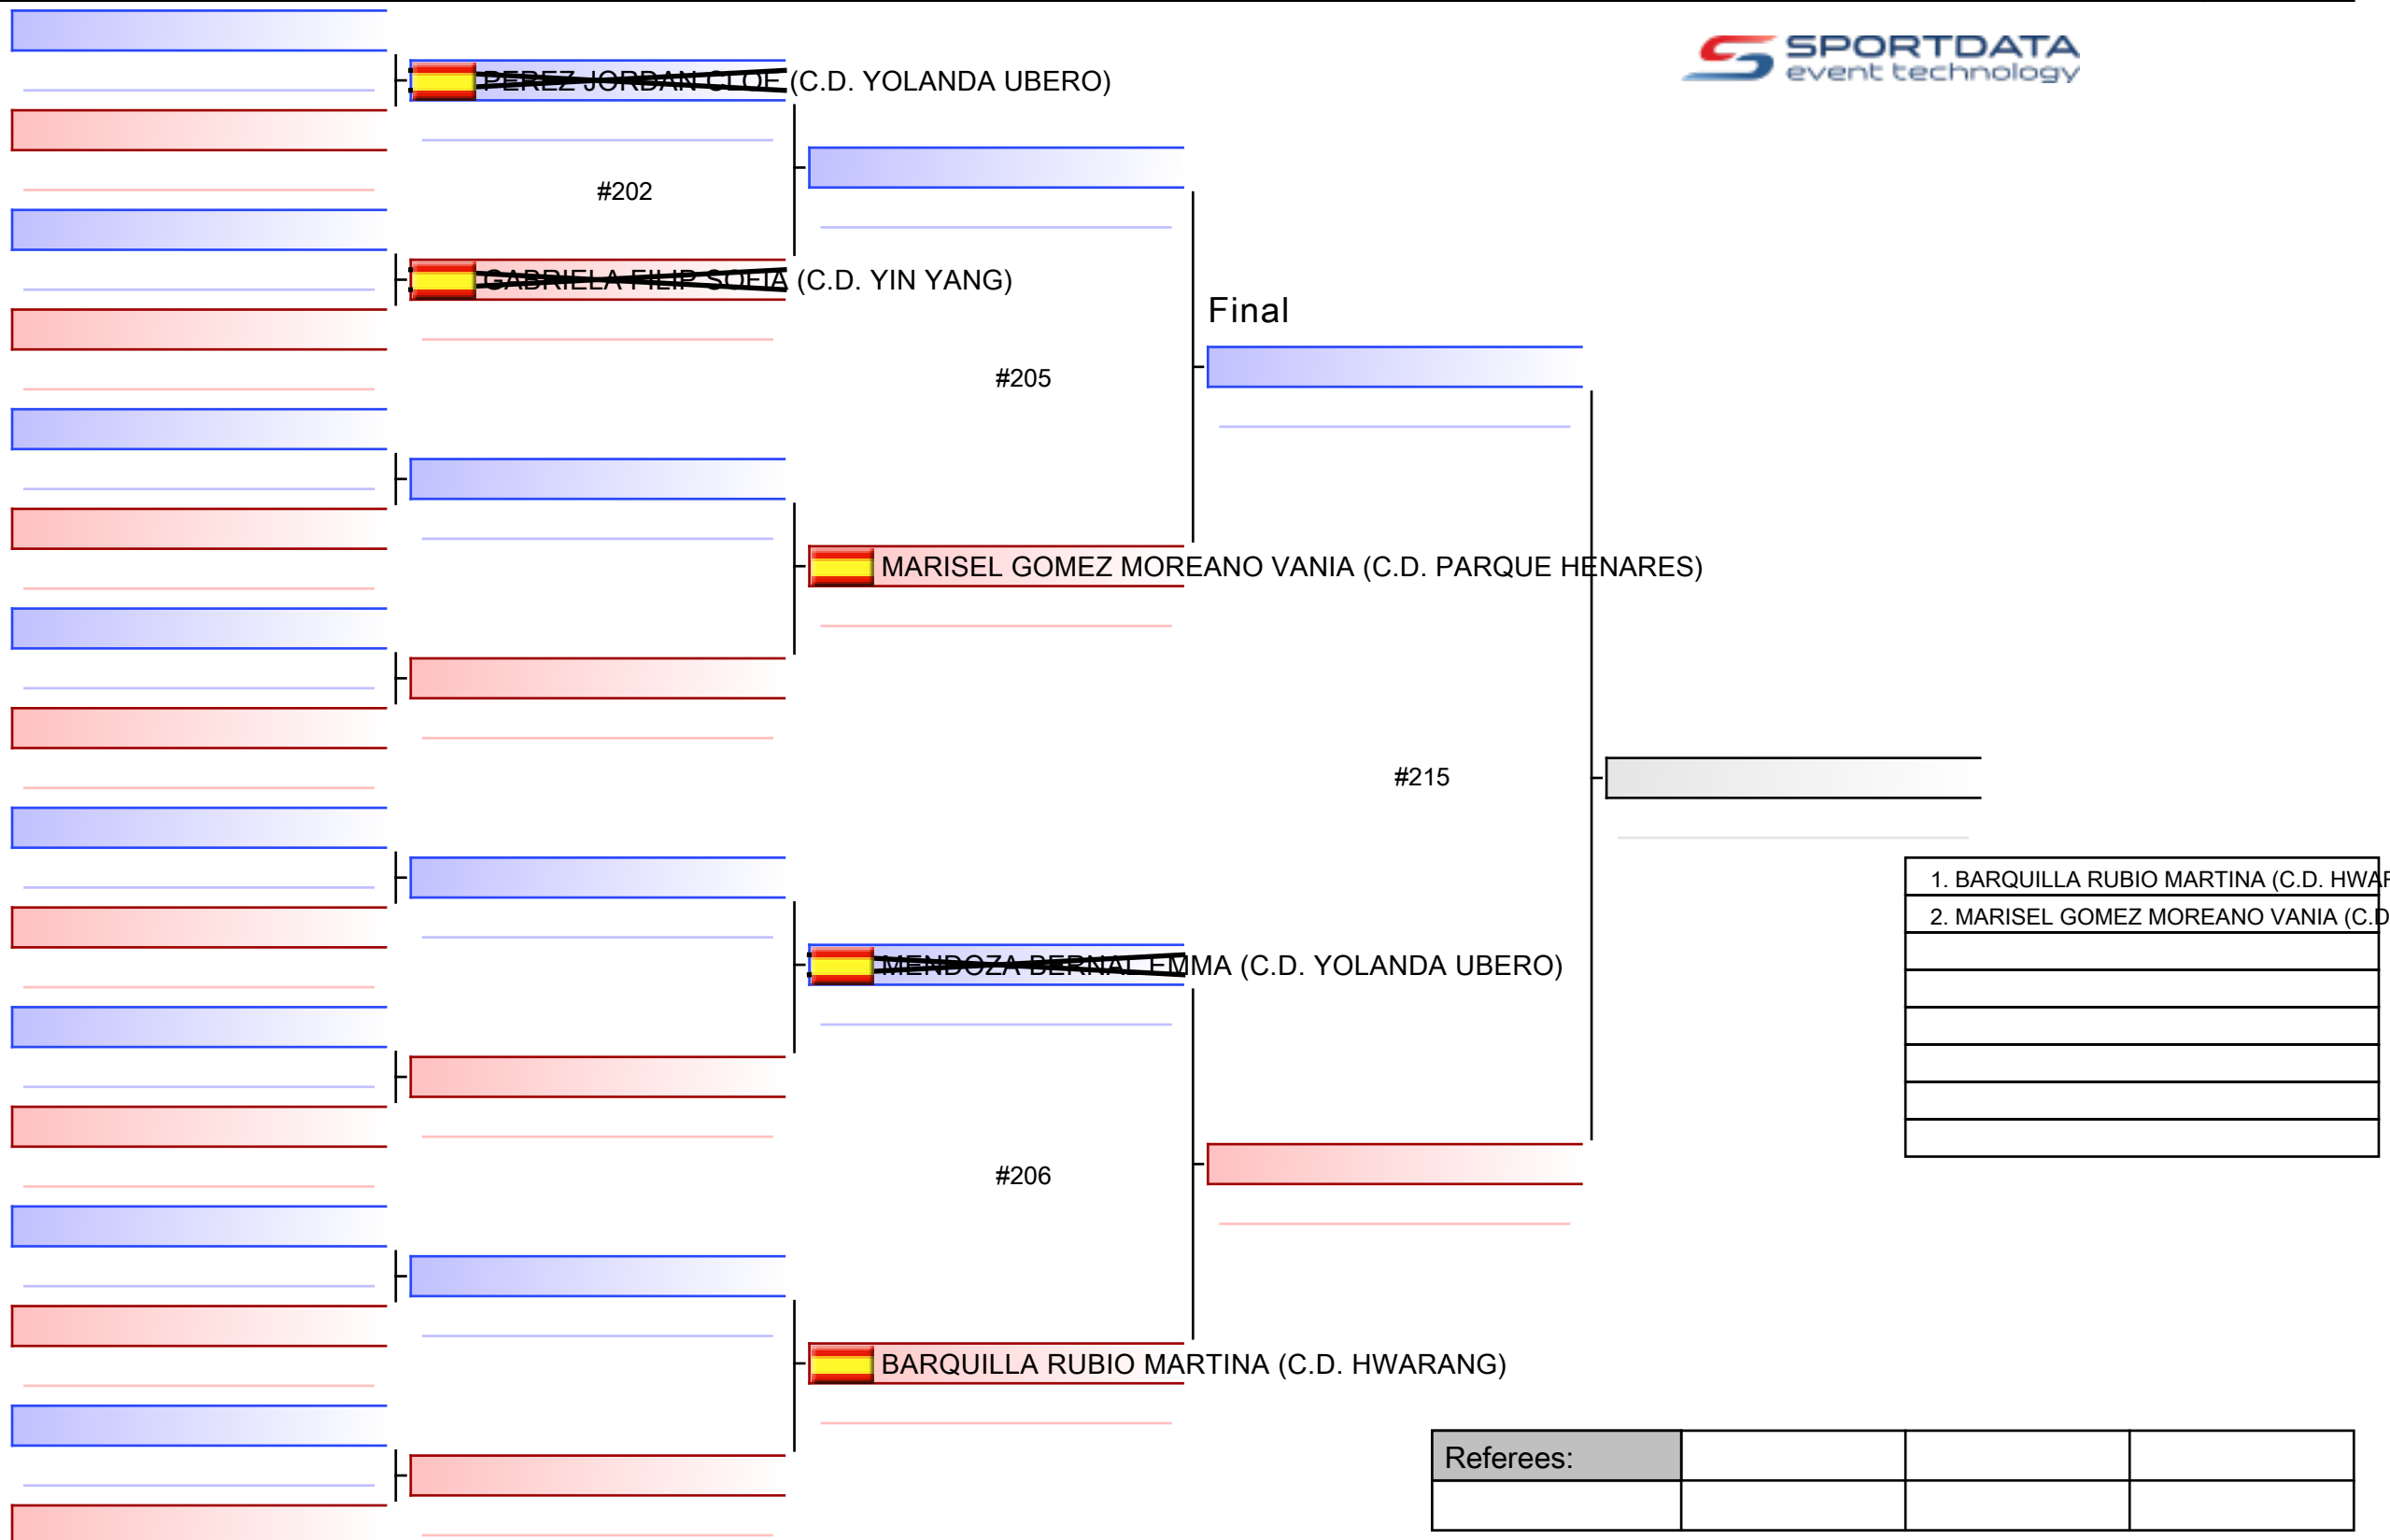 SPORTDATA
event technology
PEREZ JORDAN CLOE (C.D. YOLANDA UBERO)
#202
GABRIELA FILIP SOFIA (C.D. YIN YANG)
Final
#205
MARISEL GOMEZ MOREANO VANIA (C.D. PARQUE HENARES)
#215
1. BARQUILLA RUBIO MARTINA (C.D. HWAR
2. MARISEL GOMEZ MOREANO VANIA (C.D
MENDOZA BERNAL EMMA (C.D. YOLANDA UBERO)
#206
BARQUILLA RUBIO MARTINA (C.D. HWARANG)
Referees: